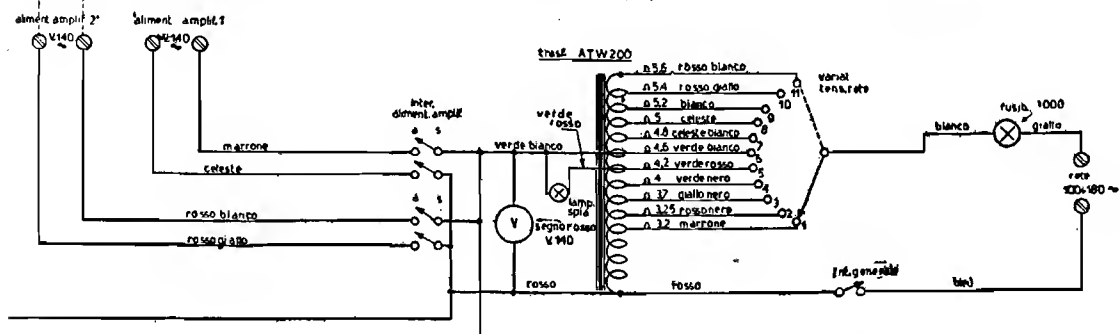 aliment amplif 2°
V.140
aliment. amplif. 1
V.140
inter. aliment. amplif
a s
marrone
celeste
a s
rosso bianco
rosso giallo
verde bianco
verde rosso
lamp. spia
V
segno rosso V.140
rosso
trasf. ATW200
n 5,6 rosso bianco
n 5,4 rosso giallo
n 5,2 bianco
n 5 celeste
n 4,8 celeste bianco
n 4,6 verde bianco
n 4,2 verde rosso
n 4 verde nero
n 3,7 giallo nero
n 3,25 rosso nero
n 3,2 marrone
11
10
9
8
7
6
5
4
3
2
1
variat. tens. rete
bianco
fusib. 1000
giallo
rete
100÷180 ~
rosso
int. generale
bleu